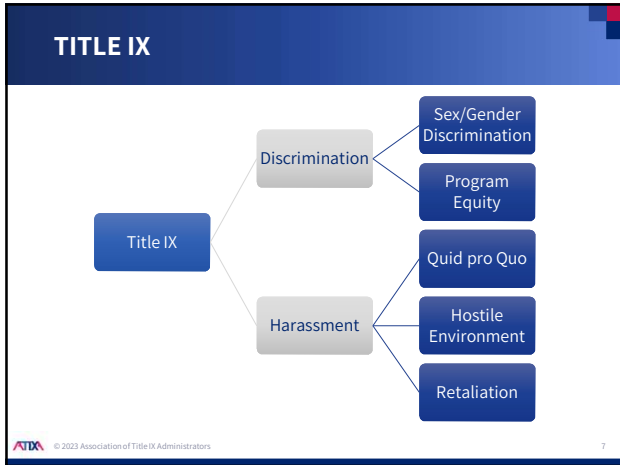 TITLE IX
Title IX
Discrimination
Sex/Gender
Discrimination
Program
Equity
Harassment
Quid pro Quo
Hostile
Environment
Retaliation
ATIXA © 2023 Association of Title IX Administrators 7